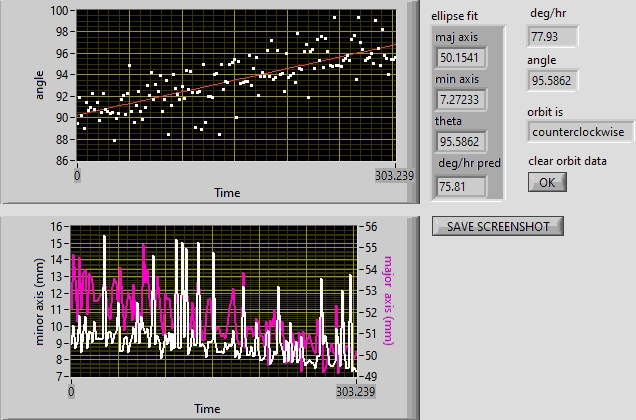 100
98
96
94
92
90
88
86
angle
0
303.239
Time
ellipse fit
maj axis
50.1541
min axis
7.27233
theta
95.5862
deg/hr pred
75.81
deg/hr
77.93
angle
95.5862
orbit is
counterclockwise
clear orbit data
OK
SAVE SCREENSHOT
16
15
14
13
12
11
10
9
8
7
minor axis (mm)
56
55
54
53
52
51
50
49
major axis (mm)
0
303.239
Time